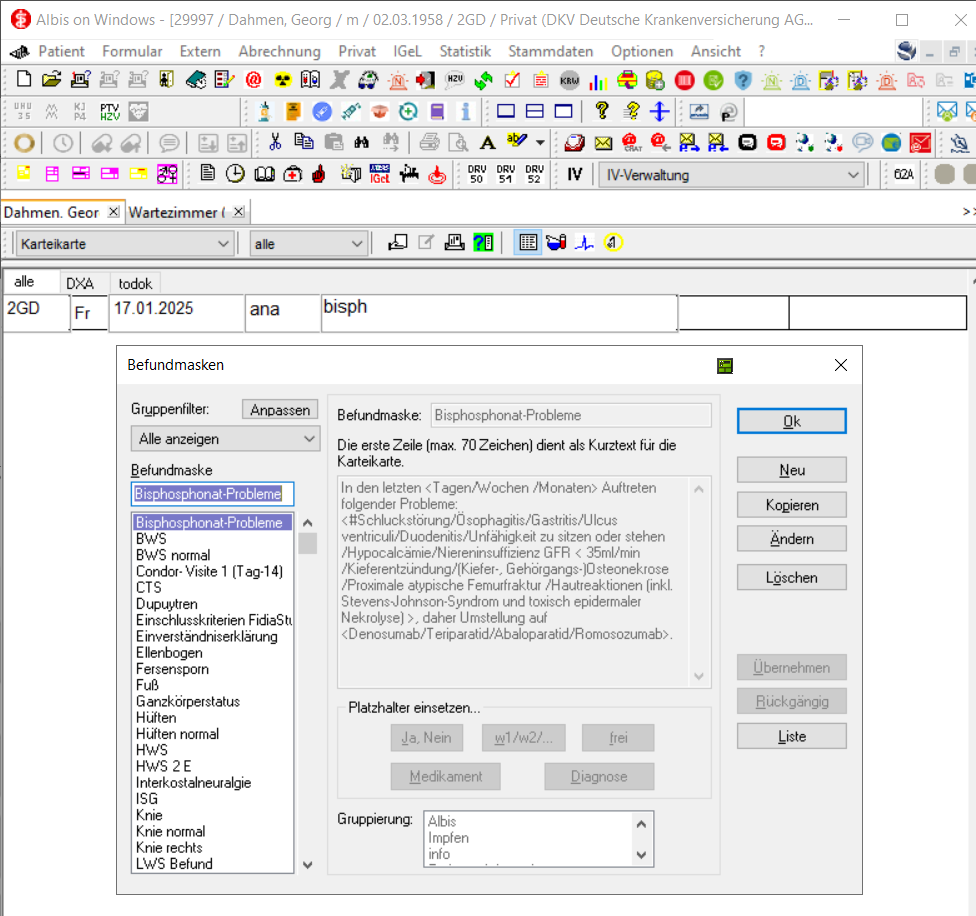 Albis on Windows - [29997 / Dahmen, Georg / m / 02.03.1958 / 2GD / Privat (DKV Deutsche Krankenversicherung AG...
Patient Formular Extern Abrechnung Privat IGeL Statistik Stammdaten Optionen Ansicht ?
HZV KRW
UHU 35 KJ P4 PTV HZV
CRAT
IGeL DRV 50 DRV 51 DRV 52 IV IV-Verwaltung 62A
Dahmen. Geor Wartezimmer (
Karteikarte alle
alle DXA todok
2GD Fr 17.01.2025 ana bisph
Befundmasken
Gruppenfilter: Anpassen
Alle anzeigen
Befundmaske
Bisphosphonat-Probleme
Bisphosphonat-Probleme
BWS
BWS normal
Condor- Visite 1 (Tag-14)
CTS
Dupuytren
Einschlusskriterien FidiaStu
Einverständniserklärung
Ellenbogen
Fersensporn
Fuß
Ganzkörperstatus
Hüften
Hüften normal
HWS
HWS 2 E
Interkostalneuralgie
ISG
Knie
Knie normal
Knie rechts
LWS Befund
Befundmaske: Bisphosphonat-Probleme
Die erste Zeile (max. 70 Zeichen) dient als Kurztext für die
Karteikarte.
In den letzten <Tagen/Wochen /Monaten> Auftreten
folgender Probleme:
<#Schluckstörung/Ösophagitis/Gastritis/Ulcus
ventriculi/Duodenitis/Unfähigkeit zu sitzen oder stehen
/Hypocalcämie/Niereninsuffizienz GFR < 35ml/min
/Kieferentzündung/(Kiefer-, Gehörgangs-)Osteonekrose
/Proximale atypische Femurfraktur /Hautreaktionen (inkl.
Stevens-Johnson-Syndrom und toxisch epidermaler
Nekrolyse) >, daher Umstellung auf
<Denosumab/Teriparatid/Abaloparatid/Romosozumab>.
Platzhalter einsetzen...
Ja, Nein w1/w2/... frei
Medikament Diagnose
Gruppierung: Albis
Impfen
info
Ok
Neu
Kopieren
Ändern
Löschen
Übernehmen
Rückgängig
Liste